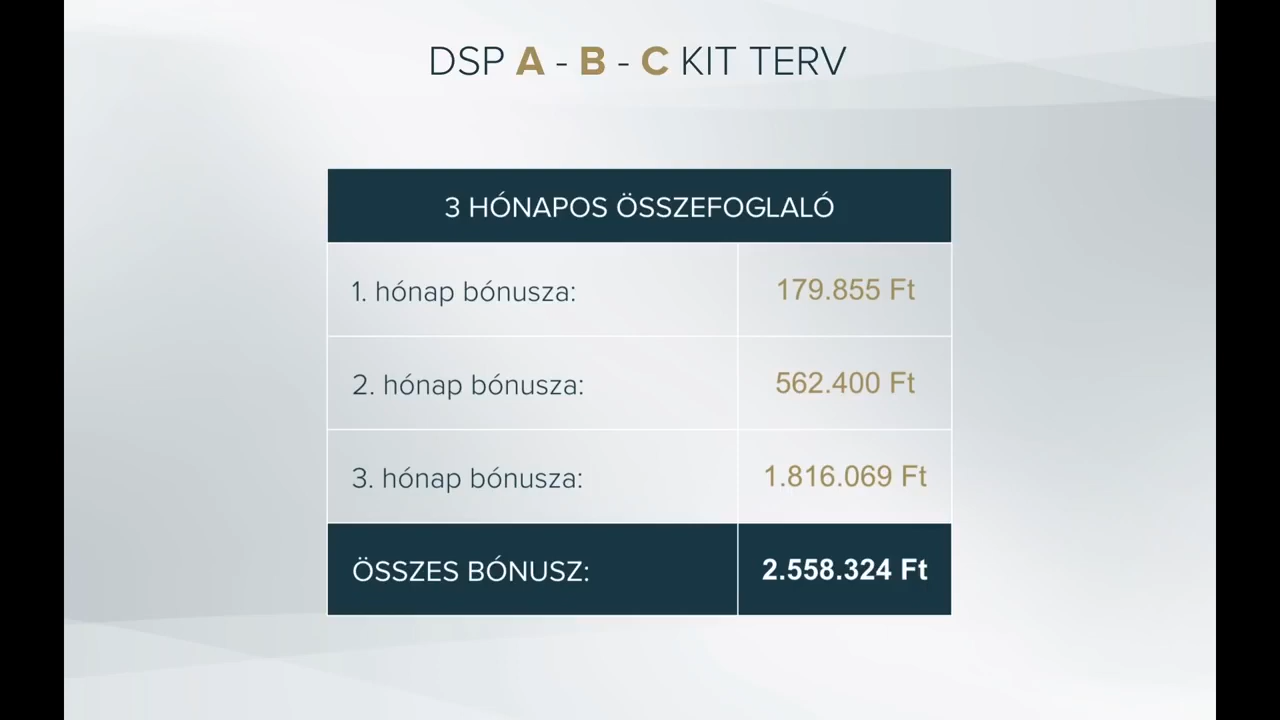 DSP A - B - C KIT TERV
3 HÓNAPOS ÖSSZEFOGLALÓ
1. hónap bónusza: 179.855 Ft
2. hónap bónusza: 562.400 Ft
3. hónap bónusza: 1.816.069 Ft
ÖSSZES BÓNUSZ: 2.558.324 Ft